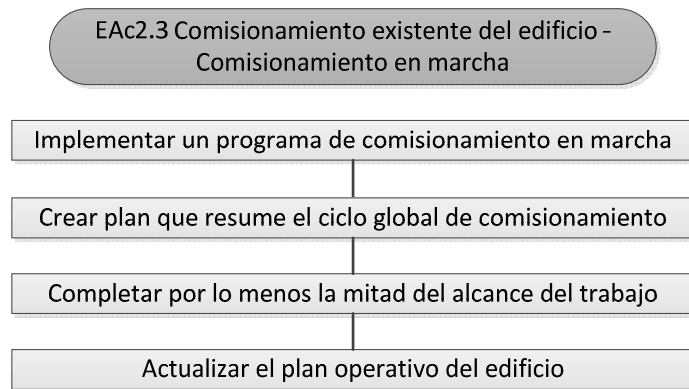 EAc2.3 Comisionamiento existente del edificio -
Comisionamiento en marcha
Implementar un programa de comisionamiento en marcha
Crear plan que resume el ciclo global de comisionamiento
Completar por lo menos la mitad del alcance del trabajo
Actualizar el plan operativo del edificio